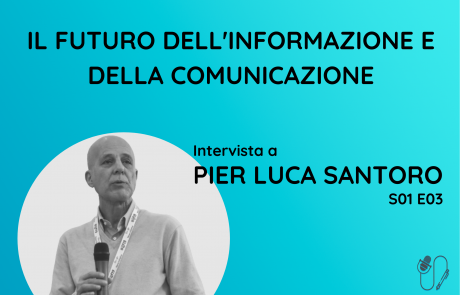 IL FUTURO DELL'INFORMAZIONE E
DELLA COMUNICAZIONE
Intervista a
PIER LUCA SANTORO
S01 E03